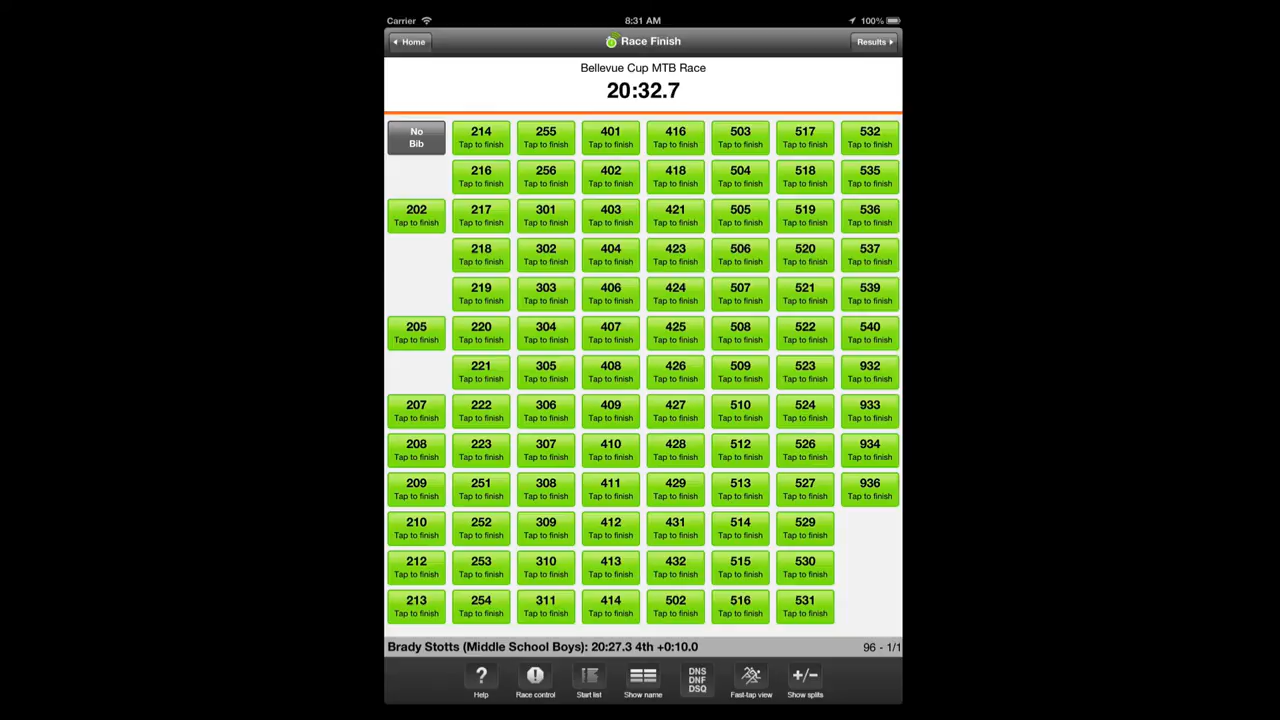 Carrier 8:31 AM 100%
Home Race Finish Results
Bellevue Cup MTB Race
20:32.7
No Bib 214 255 401 416 503 517 532
Tap to finish Tap to finish Tap to finish Tap to finish Tap to finish Tap to finish Tap to finish
216 256 402 418 504 518 535
Tap to finish Tap to finish Tap to finish Tap to finish Tap to finish Tap to finish Tap to finish
202 217 301 403 421 505 519 536
Tap to finish Tap to finish Tap to finish Tap to finish Tap to finish Tap to finish Tap to finish Tap to finish
218 302 404 423 506 520 537
Tap to finish Tap to finish Tap to finish Tap to finish Tap to finish Tap to finish Tap to finish
219 303 406 424 507 521 539
Tap to finish Tap to finish Tap to finish Tap to finish Tap to finish Tap to finish Tap to finish
205 220 304 407 425 508 522 540
Tap to finish Tap to finish Tap to finish Tap to finish Tap to finish Tap to finish Tap to finish Tap to finish
221 305 408 426 509 523 932
Tap to finish Tap to finish Tap to finish Tap to finish Tap to finish Tap to finish Tap to finish
207 222 306 409 427 510 524 933
Tap to finish Tap to finish Tap to finish Tap to finish Tap to finish Tap to finish Tap to finish Tap to finish
208 223 307 410 428 512 526 934
Tap to finish Tap to finish Tap to finish Tap to finish Tap to finish Tap to finish Tap to finish Tap to finish
209 251 308 411 429 513 527 936
Tap to finish Tap to finish Tap to finish Tap to finish Tap to finish Tap to finish Tap to finish Tap to finish
210 252 309 412 431 514 529
Tap to finish Tap to finish Tap to finish Tap to finish Tap to finish Tap to finish Tap to finish
212 253 310 413 432 515 530
Tap to finish Tap to finish Tap to finish Tap to finish Tap to finish Tap to finish Tap to finish
213 254 311 414 502 516 531
Tap to finish Tap to finish Tap to finish Tap to finish Tap to finish Tap to finish Tap to finish
Brady Stotts (Middle School Boys): 20:27.3 4th +0:10.0 96 - 1/1
? ! DNS DNF DSQ +/-
Help Race control Start list Show name Fast-tap view Show splits